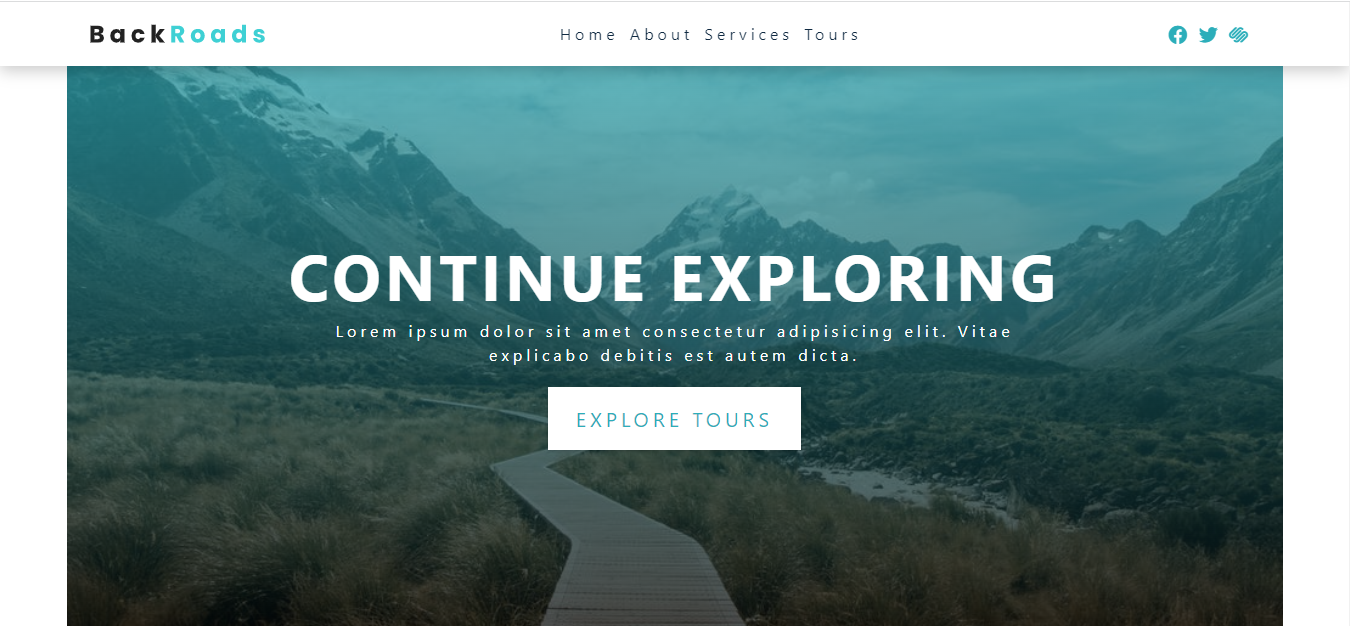 BackRoads
Home About Services Tours
CONTINUE EXPLORING
Lorem ipsum dolor sit amet consectetur adipisicing elit. Vitae
explicabo debitis est autem dicta.
EXPLORE TOURS